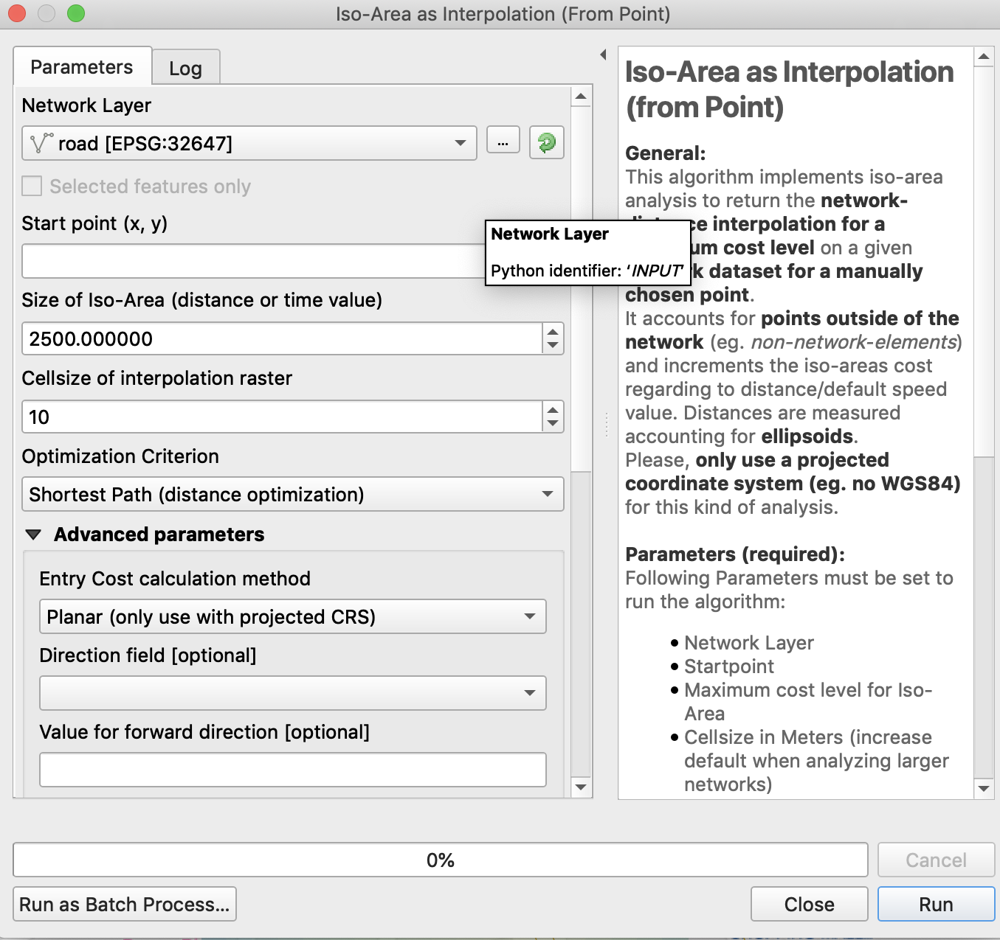 Iso-Area as Interpolation (From Point)
Parameters
Log
Network Layer
road [EPSG:32647]
...
Selected features only
Start point (x, y)
Network Layer
Python identifier: 'INPUT'
Size of Iso-Area (distance or time value)
2500.000000
Cellsize of interpolation raster
10
Optimization Criterion
Shortest Path (distance optimization)
Advanced parameters
Entry Cost calculation method
Planar (only use with projected CRS)
Direction field [optional]
Value for forward direction [optional]
Iso-Area as Interpolation
(from Point)
General:
This algorithm implements iso-area
analysis to return the network-
interpolation for a
cost level on a given
dataset for a manually
chosen point.
It accounts for points outside of the
network (eg. non-network-elements)
and increments the iso-areas cost
regarding to distance/default speed
value. Distances are measured
accounting for ellipsoids.
Please, only use a projected
coordinate system (eg. no WGS84)
for this kind of analysis.
Parameters (required):
Following Parameters must be set to
run the algorithm:
• Network Layer
• Startpoint
• Maximum cost level for Iso-
Area
• Cellsize in Meters (increase
default when analyzing larger
networks)
0%
Cancel
Run as Batch Process...
Close
Run